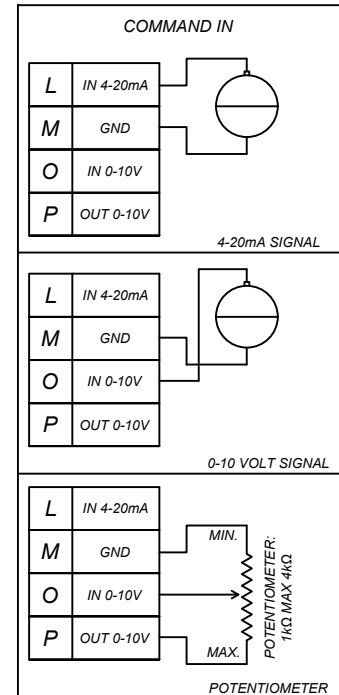 COMMAND IN
L IN 4-20mA
M GND
O IN 0-10V
P OUT 0-10V
4-20mA SIGNAL
L IN 4-20mA
M GND
O IN 0-10V
P OUT 0-10V
0-10 VOLT SIGNAL
L IN 4-20mA
M GND
O IN 0-10V
P OUT 0-10V
MIN.
MAX.
POTENTIOMETER:
1kΩ MAX 4kΩ
POTENTIOMETER